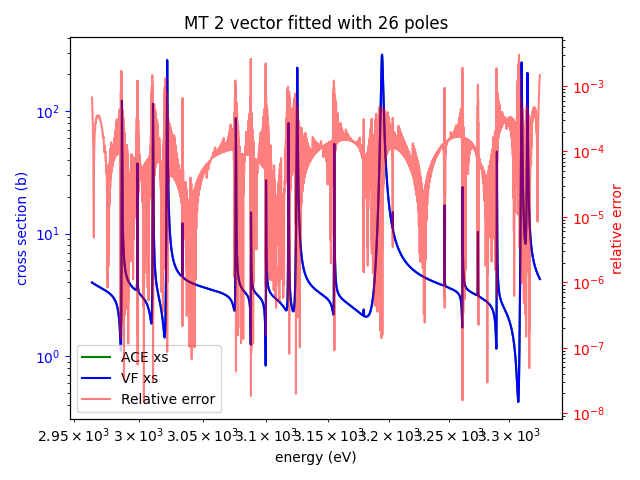 MT 2 vector fitted with 26 poles
cross section (b)
10²
10¹
10⁰
relative error
10⁻³
10⁻⁴
10⁻⁵
10⁻⁶
10⁻⁷
10⁻⁸
ACE xs
VF xs
Relative error
2.95 × 10³ 3 × 10³ 3.05 × 10³ 3.1 × 10³ 3.15 × 10³ 3.2 × 10³ 3.25 × 10³ 3.3 × 10³
energy (eV)